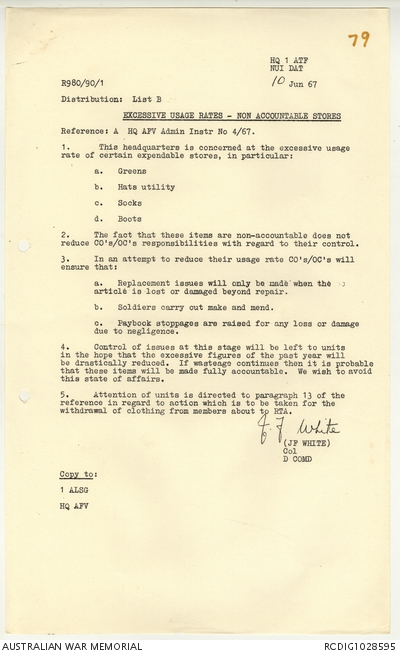 79
HQ 1 ATF
NUI DAT
R980/90/1
10 Jun 67
Distribution: List B
EXCESSIVE USAGE RATES - NON ACCOUNTABLE STORES
Reference: A HQ AFV Admin Instr No 4/67.
1. This headquarters is concerned at the excessive usage
rate of certain expendable stores, in particular:
a. Greens
b. Hats utility
c. Socks
d. Boots
2. The fact that these items are non-accountable does not
reduce CO's/OC's responsibilities with regard to their control.
3. In an attempt to reduce their usage rate CO's/OC's will
ensure that:
a. Replacement issues will only be made when the
article is lost or damaged beyond repair.
b. Soldiers carry out make and mend.
c. Paybook stoppages are raised for any loss or damage
due to negligence.
4. Control of issues at this stage will be left to units
in the hope that the excessive figures of the past year will
be drastically reduced. If wasteage continues then it is probable
that these items will be made fully accountable. We wish to avoid
this state of affairs.
5. Attention of units is directed to paragraph 13 of the
reference in regard to action which is to be taken for the
withdrawal of clothing from members about to RTA.
J F White
(JF WHITE)
Col
D COMD
Copy to:
1 ALSG
HQ AFV
AUSTRALIAN WAR MEMORIAL
RCDIG1028595